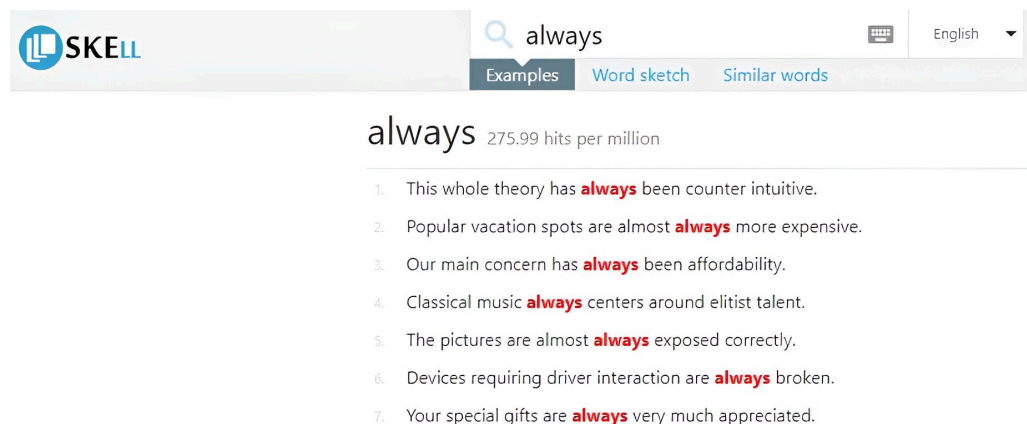 SKELL
always
English
Examples Word sketch Similar words
always 275.99 hits per million
1. This whole theory has always been counter intuitive.
2. Popular vacation spots are almost always more expensive.
3. Our main concern has always been affordability.
4. Classical music always centers around elitist talent.
5. The pictures are almost always exposed correctly.
6. Devices requiring driver interaction are always broken.
7. Your special gifts are always very much appreciated.